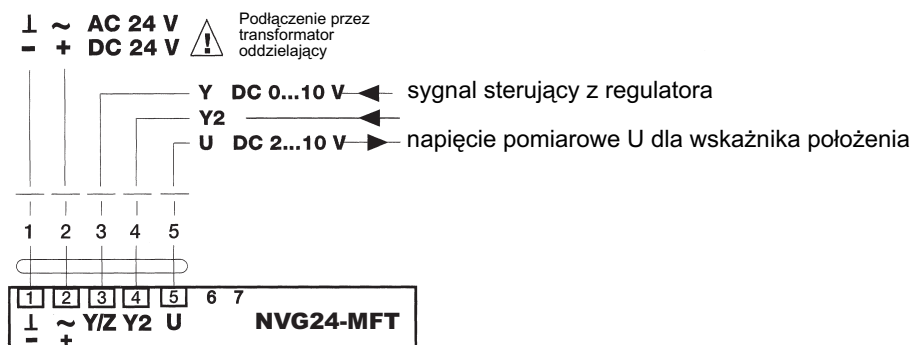 ⊥ ~ AC 24 V
– + DC 24 V
Podłączenie przez
transformator
oddzielający
Y DC 0...10 V sygnal sterujący z regulatora
Y2
U DC 2...10 V napięcie pomiarowe U dla wskażnika położenia
1 2 3 4 5
1 2 3 4 5 6 7
⊥ ~ Y/Z Y2 U NVG24-MFT
– +